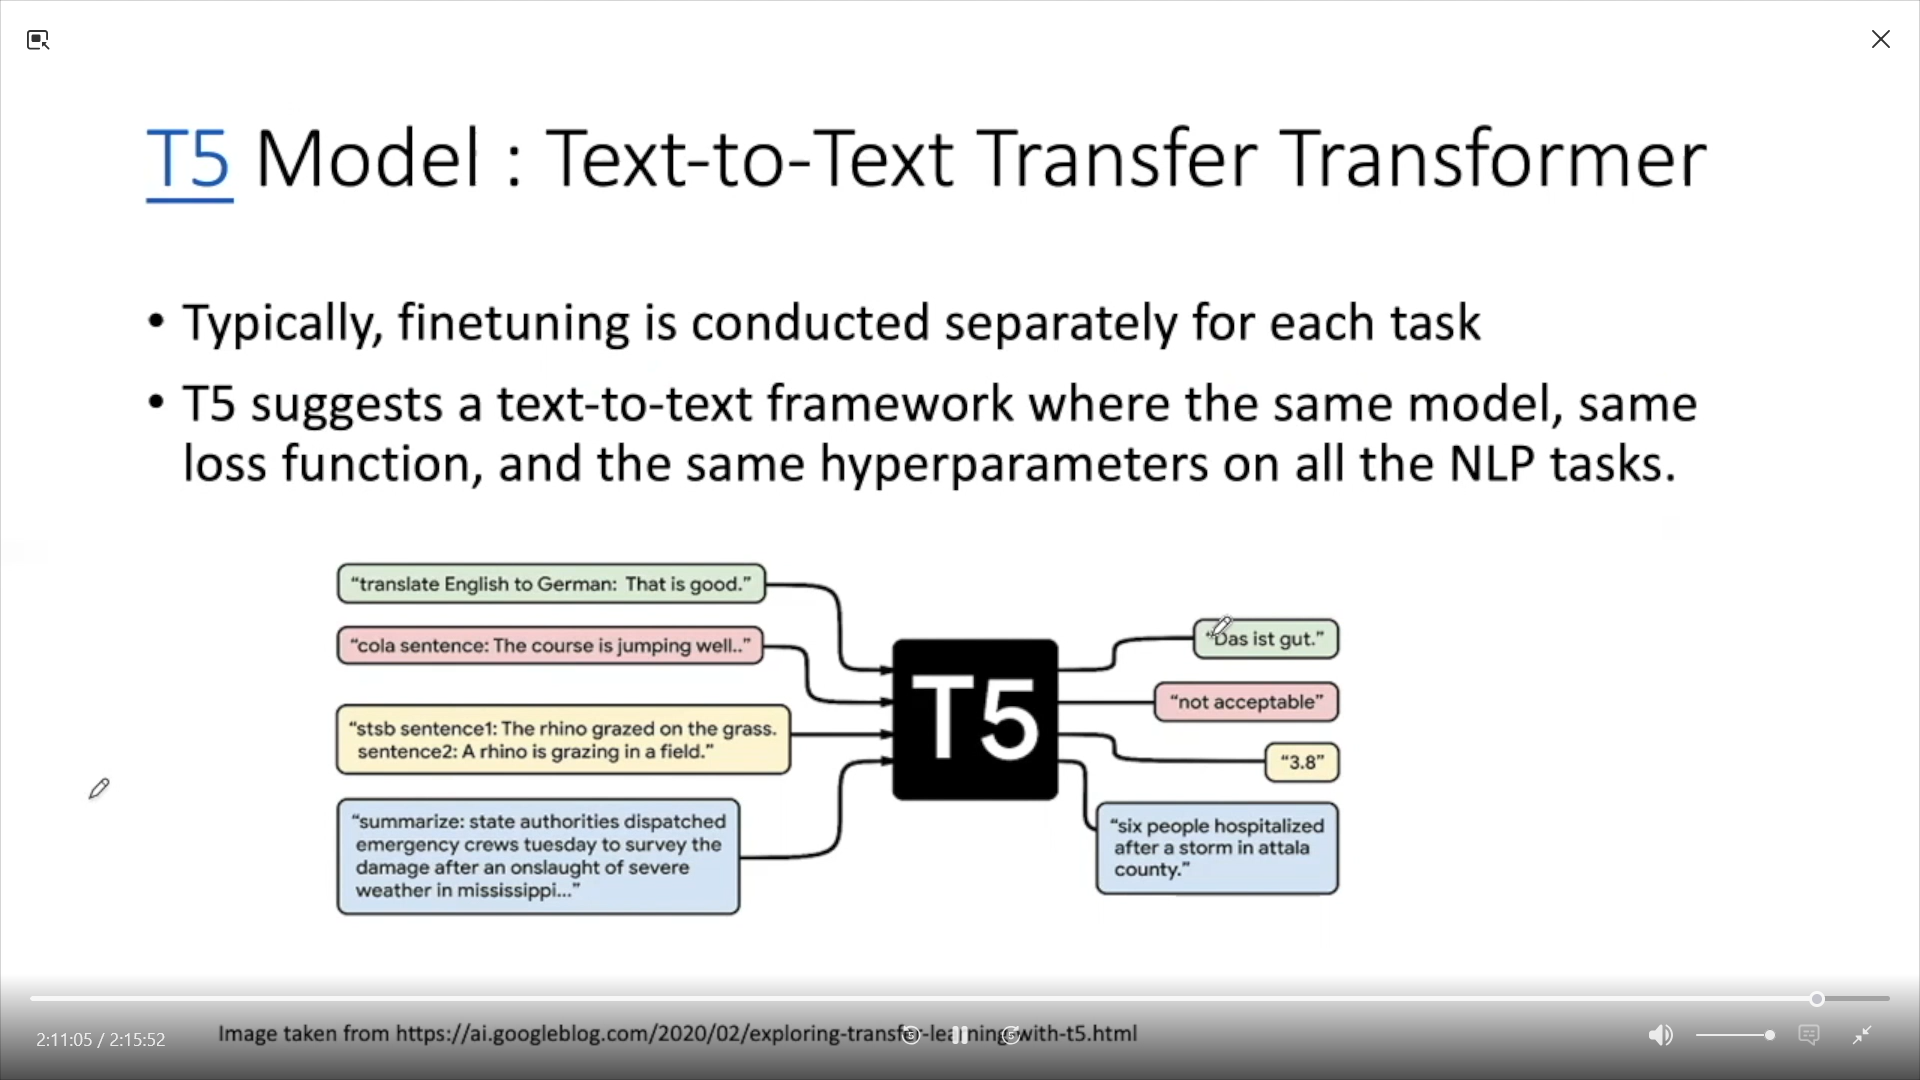 T5 Model : Text-to-Text Transfer Transformer
• Typically, finetuning is conducted separately for each task
• T5 suggests a text-to-text framework where the same model, same
loss function, and the same hyperparameters on all the NLP tasks.
“translate English to German: That is good.”
“cola sentence: The course is jumping well..”
“stsb sentence1: The rhino grazed on the grass.
sentence2: A rhino is grazing in a field.”
“summarize: state authorities dispatched
emergency crews tuesday to survey the
damage after an onslaught of severe
weather in mississippi...”
T5
“Das ist gut.”
“not acceptable”
“3.8”
“six people hospitalized
after a storm in attala
county.”
2:11:05 / 2:15:52
Image taken from https://ai.googleblog.com/2020/02/exploring-transfer-learning-with-t5.html